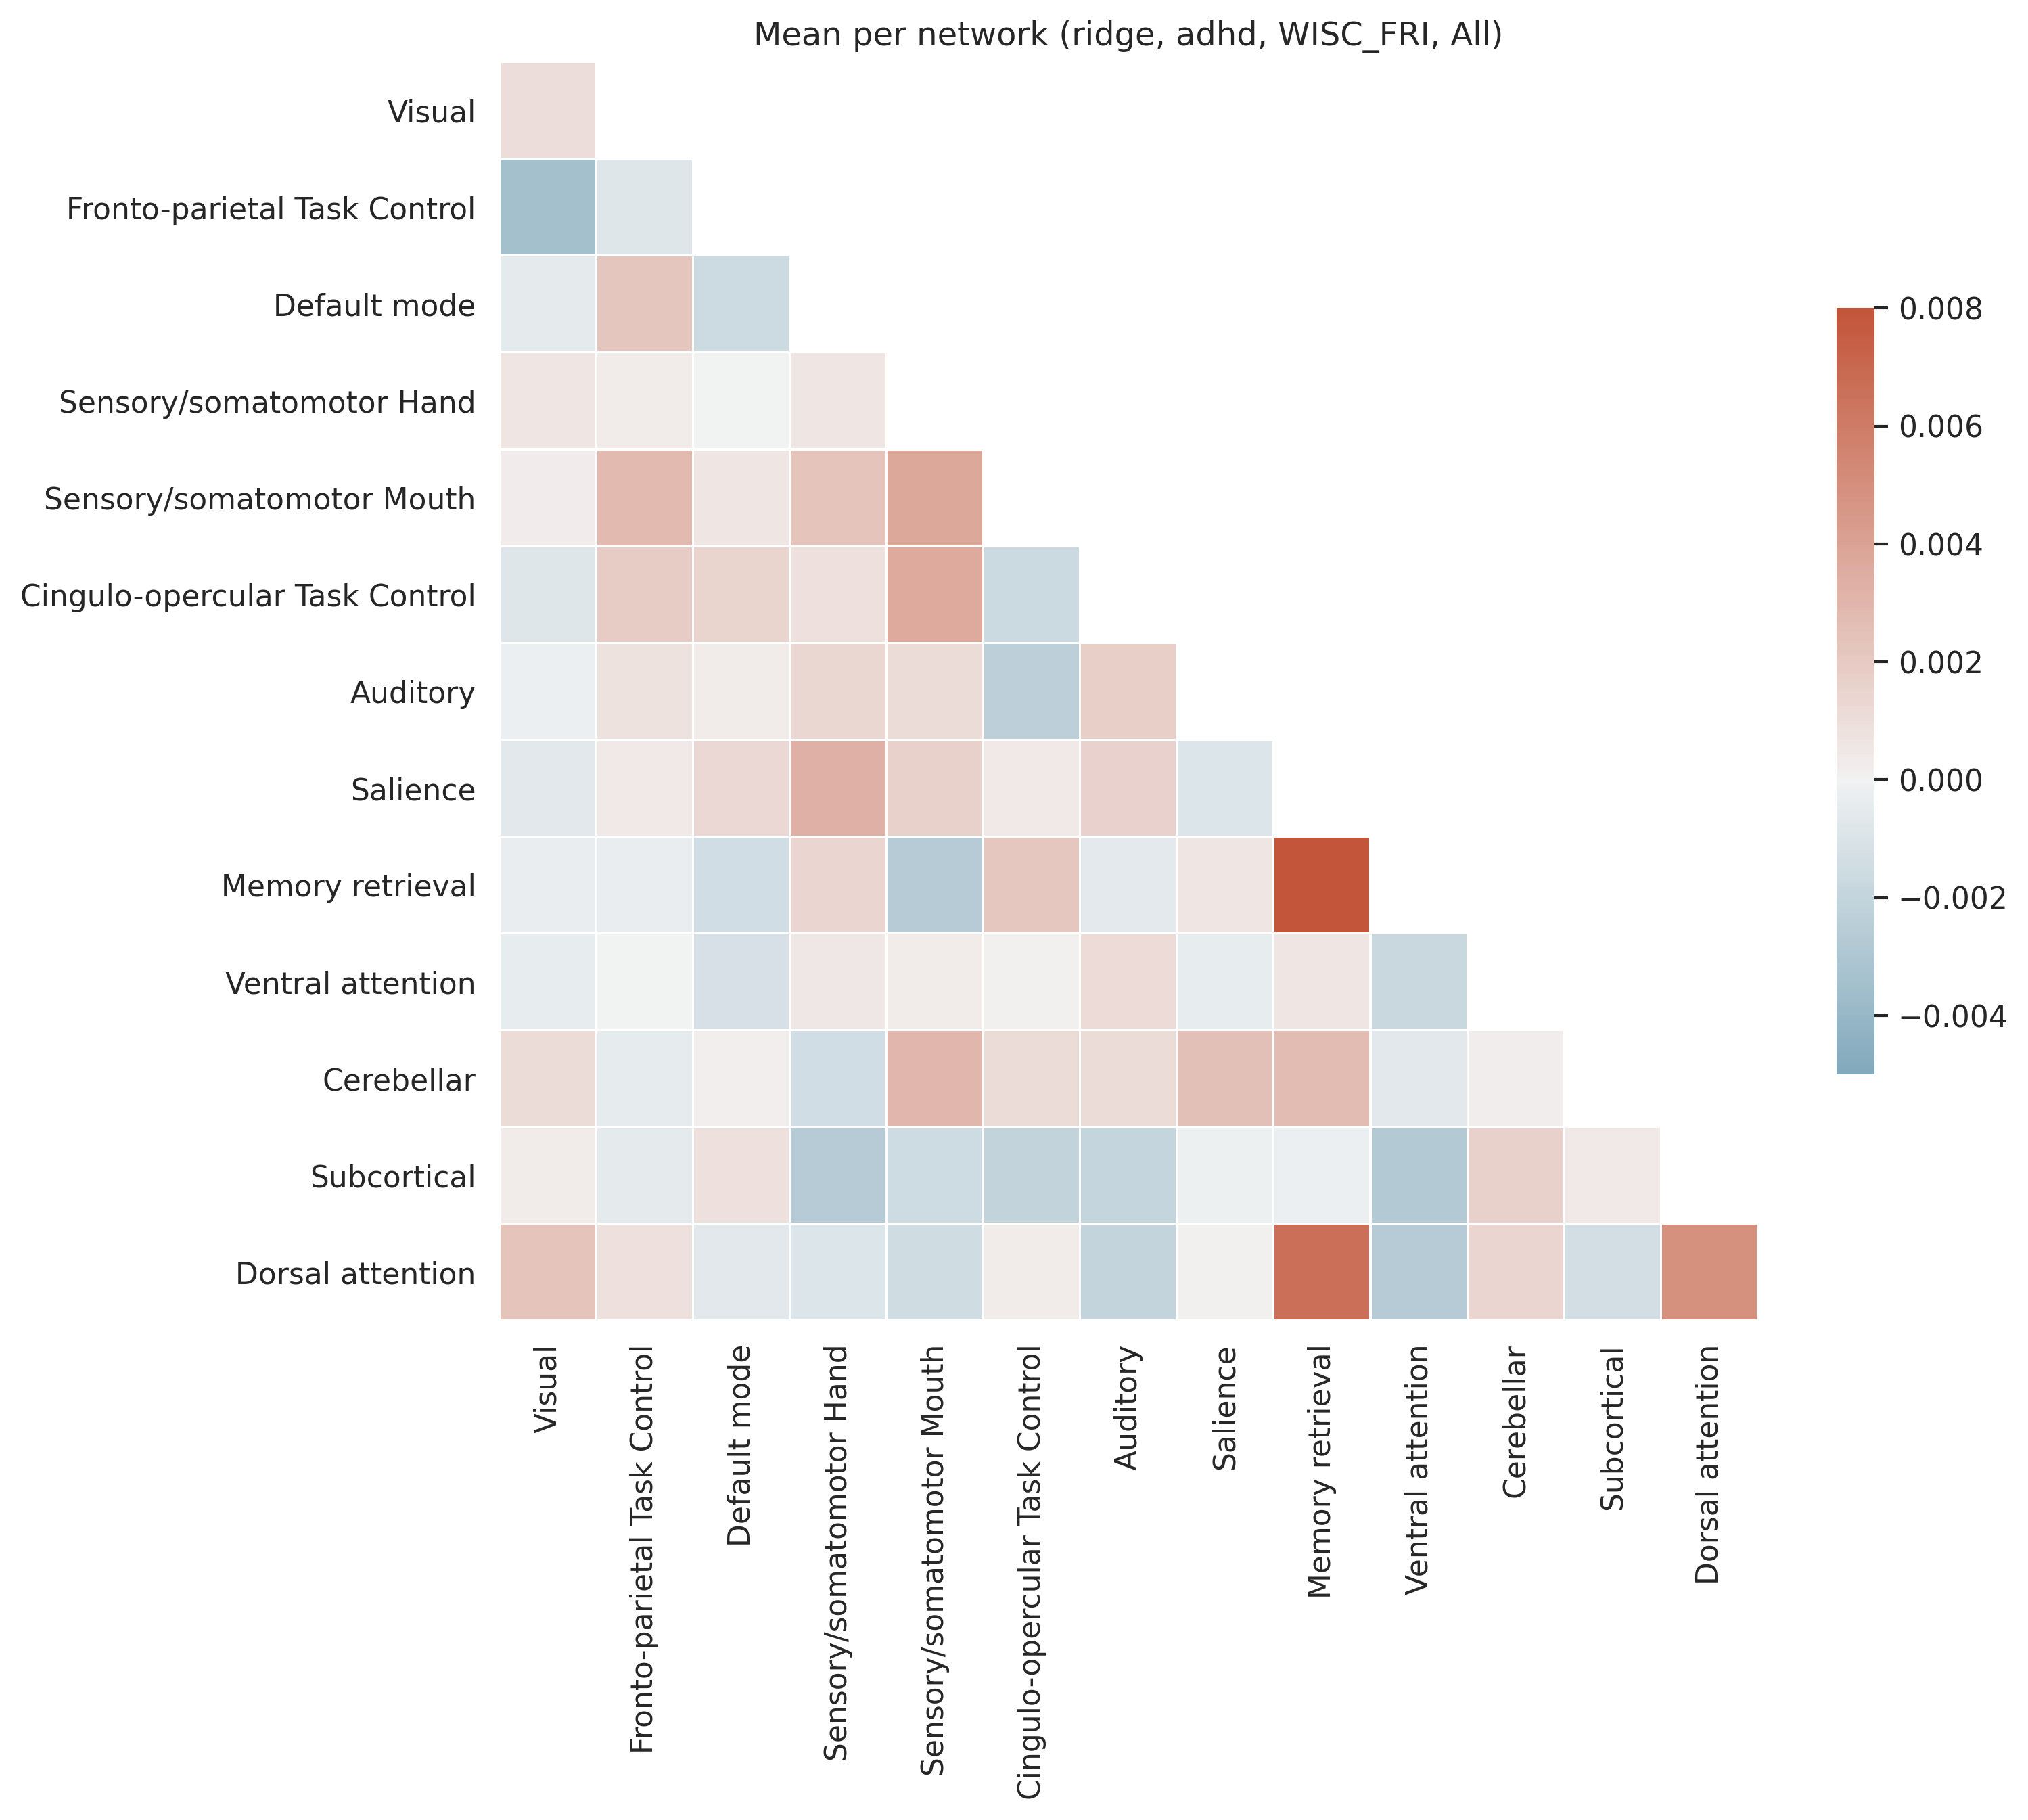 Mean per network (ridge, adhd, WISC_FRI, All)
Visual
Fronto-parietal Task Control
Default mode
Sensory/somatomotor Hand
Sensory/somatomotor Mouth
Cingulo-opercular Task Control
Auditory
Salience
Memory retrieval
Ventral attention
Cerebellar
Subcortical
Dorsal attention
Visual
Fronto-parietal Task Control
Default mode
Sensory/somatomotor Hand
Sensory/somatomotor Mouth
Cingulo-opercular Task Control
Auditory
Salience
Memory retrieval
Ventral attention
Cerebellar
Subcortical
Dorsal attention
0.008
0.006
0.004
0.002
0.000
−0.002
−0.004